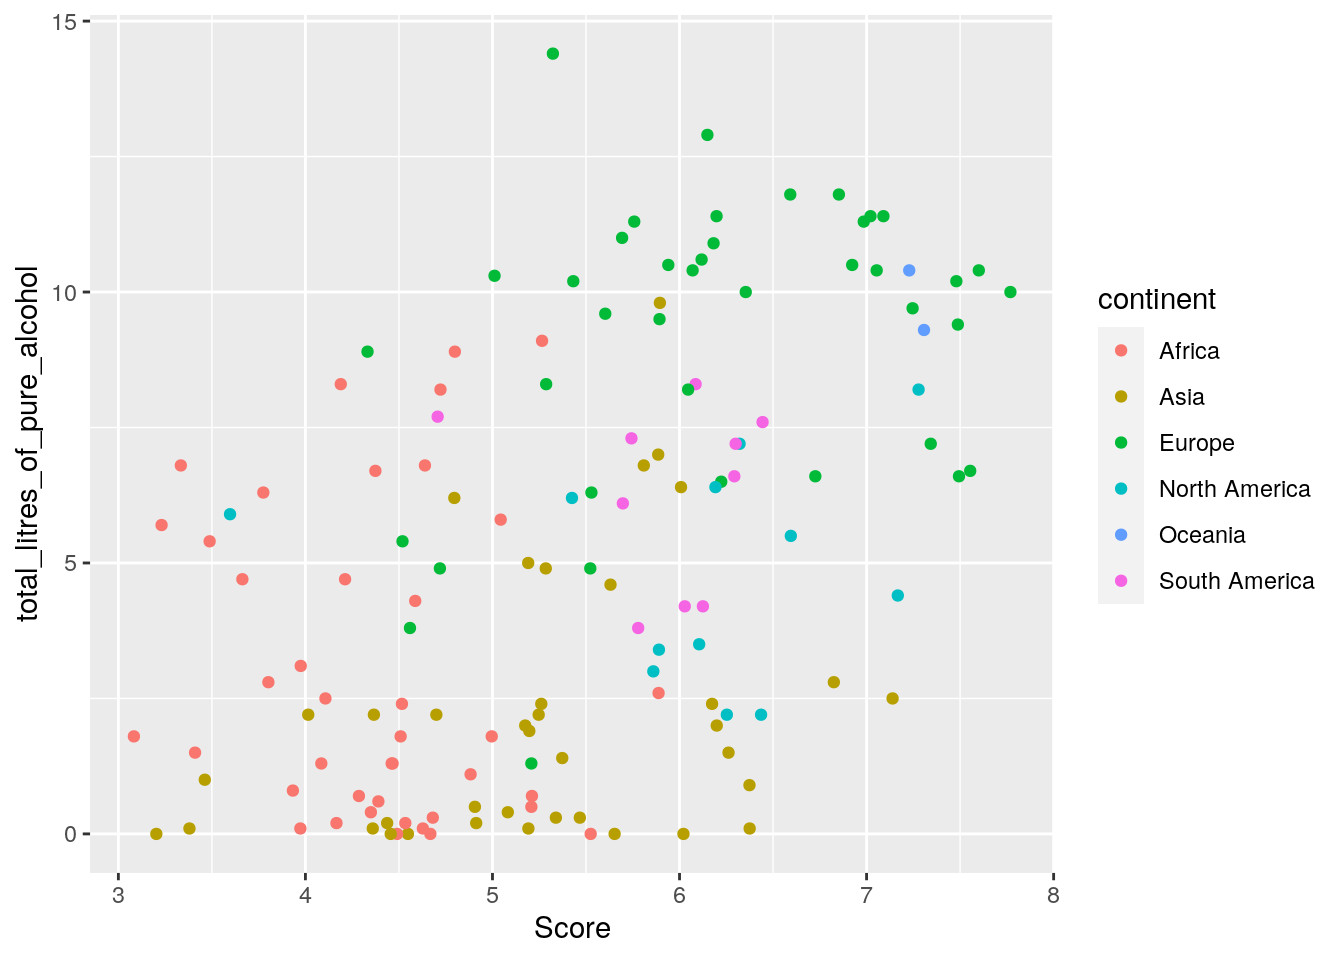 15
10
5
0
total_litres_of_pure_alcohol
3 4 5 6 7 8
Score
continent
Africa
Asia
Europe
North America
Oceania
South America